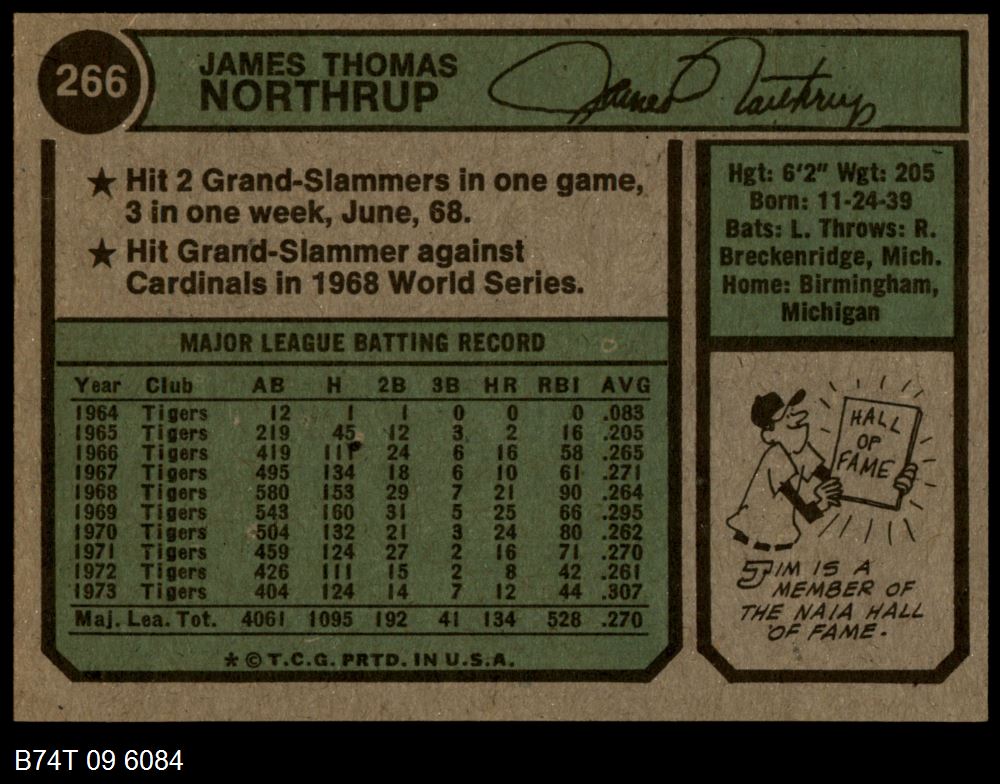 266
JAMES THOMAS
NORTHRUP
James Northrup
★ Hit 2 Grand-Slammers in one game,
3 in one week, June, 68.
★ Hit Grand-Slammer against
Cardinals in 1968 World Series.
MAJOR LEAGUE BATTING RECORD
Year Club AB H 2B 3B HR RBI AVG
1964 Tigers 12 1 1 0 0 0 .083
1965 Tigers 219 45 12 3 2 16 .205
1966 Tigers 419 111 24 6 16 58 .265
1967 Tigers 495 134 18 6 10 61 .271
1968 Tigers 580 153 29 7 21 90 .264
1969 Tigers 543 160 31 5 25 66 .295
1970 Tigers 504 132 21 3 24 80 .262
1971 Tigers 459 124 27 2 16 71 .270
1972 Tigers 426 111 15 2 8 42 .261
1973 Tigers 404 124 14 7 12 44 .307
Maj. Lea. Tot. 4061 1095 192 41 134 528 .270
* © T.C.G. PRTD. IN U.S.A.
Hgt: 6'2" Wgt: 205
Born: 11-24-39
Bats: L. Throws: R.
Breckenridge, Mich.
Home: Birmingham,
Michigan
HALL
OF
FAME
JIM IS A
MEMBER OF
THE NAIA HALL
OF FAME.
B74T 09 6084